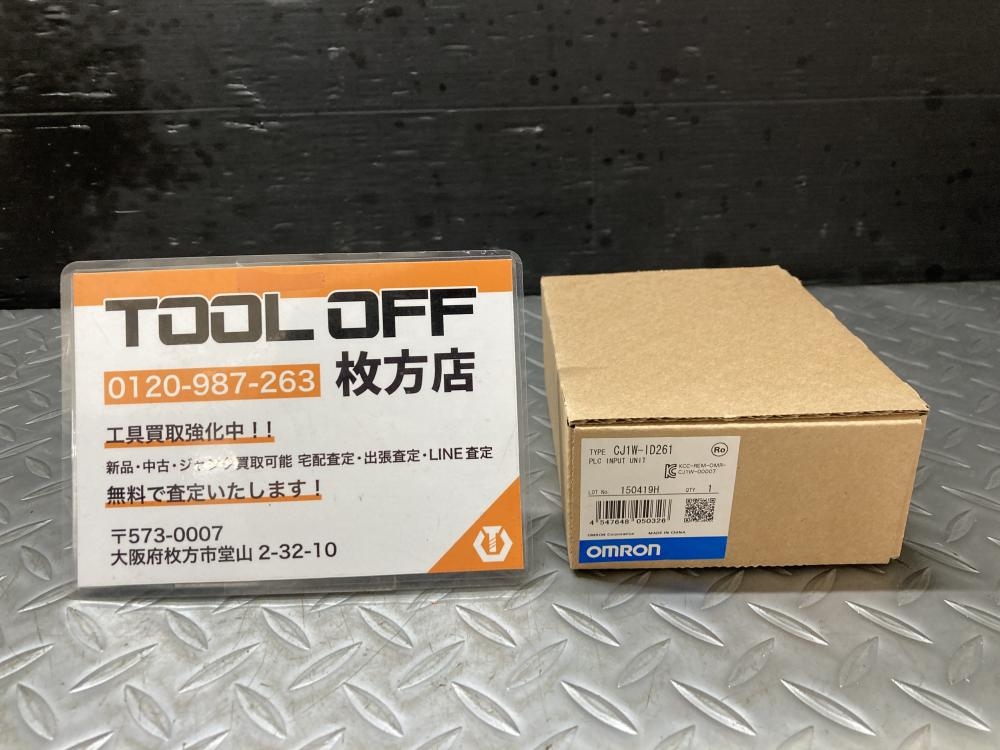 TOOL OFF
0120-987-263 枚方店
工具買取強化中！！
新品・中古・ジャンク買取可能 宅配査定・出張査定・LINE査定
無料で査定いたします！
〒573-0007
大阪府枚方市堂山 2-32-10
TYPE CJ1W-ID261
PLC INPUT UNIT
Ro
KCC-REM-OMR-
CJ1W-00007
LOT No. 150419H QTY 1
4 547648 050326
OMRON Corporation MADE IN CHINA
OMRON